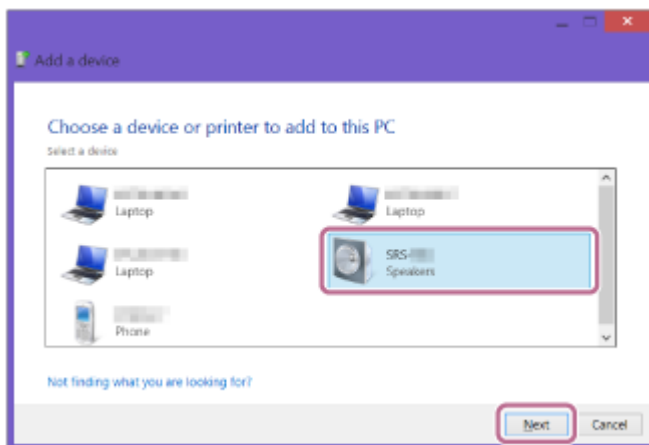 Add a device
Choose a device or printer to add to this PC
Select a device
Laptop
Laptop
Laptop
SRS-
Speakers
Phone
Not finding what you are looking for?
Next
Cancel